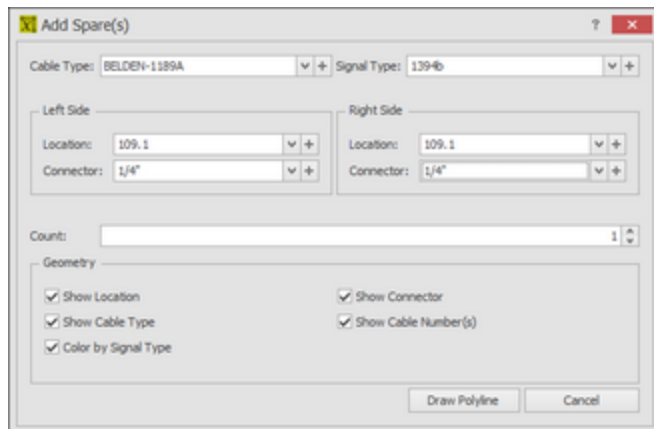 Add Spare(s) ?
Cable Type: BELDEN-1189A Signal Type: 1394b
Left Side Right Side
Location: 109.1 Location: 109.1
Connector: 1/4" Connector: 1/4"
Count: 1
Geometry
Show Location Show Connector
Show Cable Type Show Cable Number(s)
Color by Signal Type
Draw Polyline Cancel